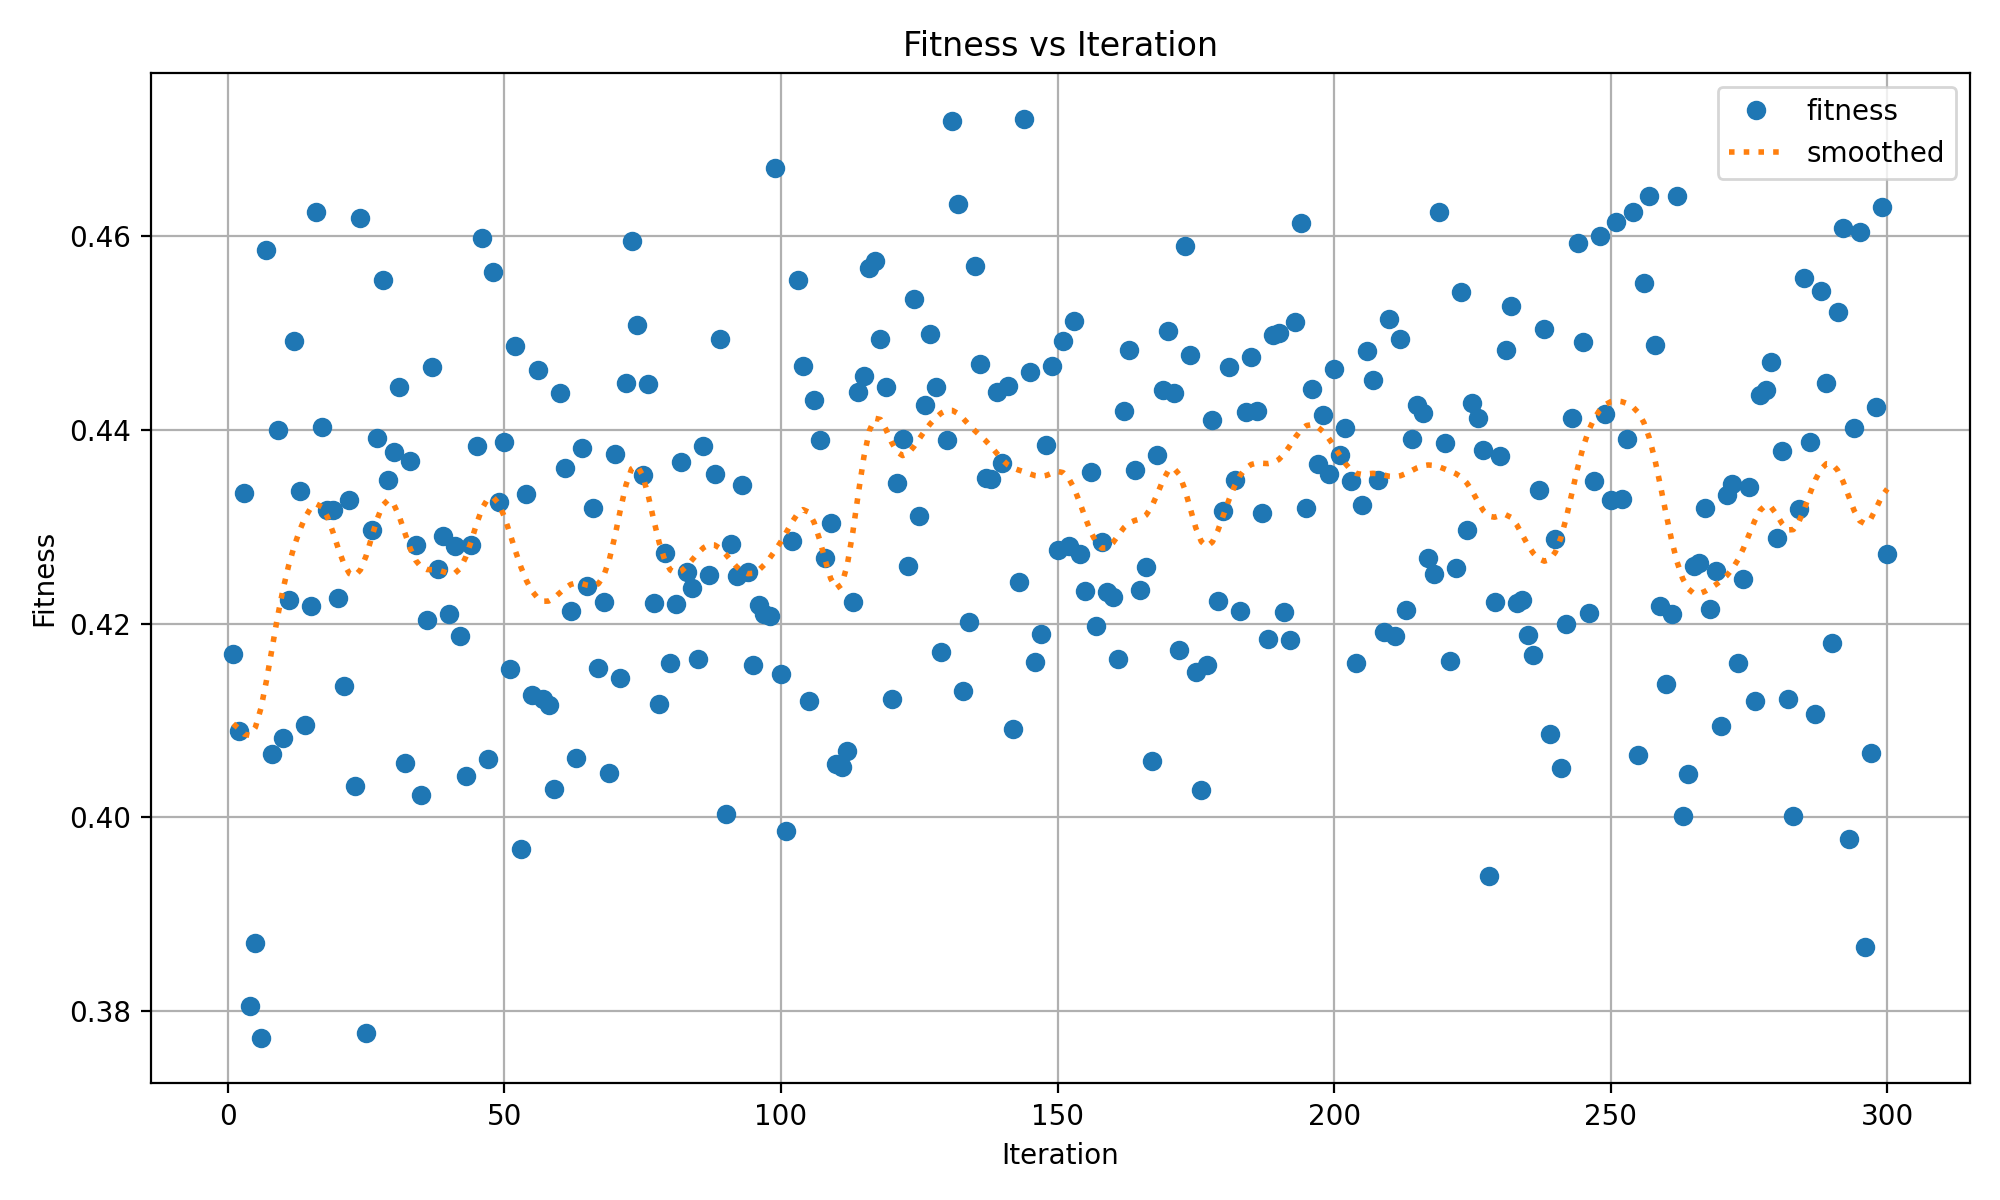 Fitness vs Iteration
fitness
smoothed
Fitness
0.46
0.44
0.42
0.40
0.38
0 50 100 150 200 250 300
Iteration